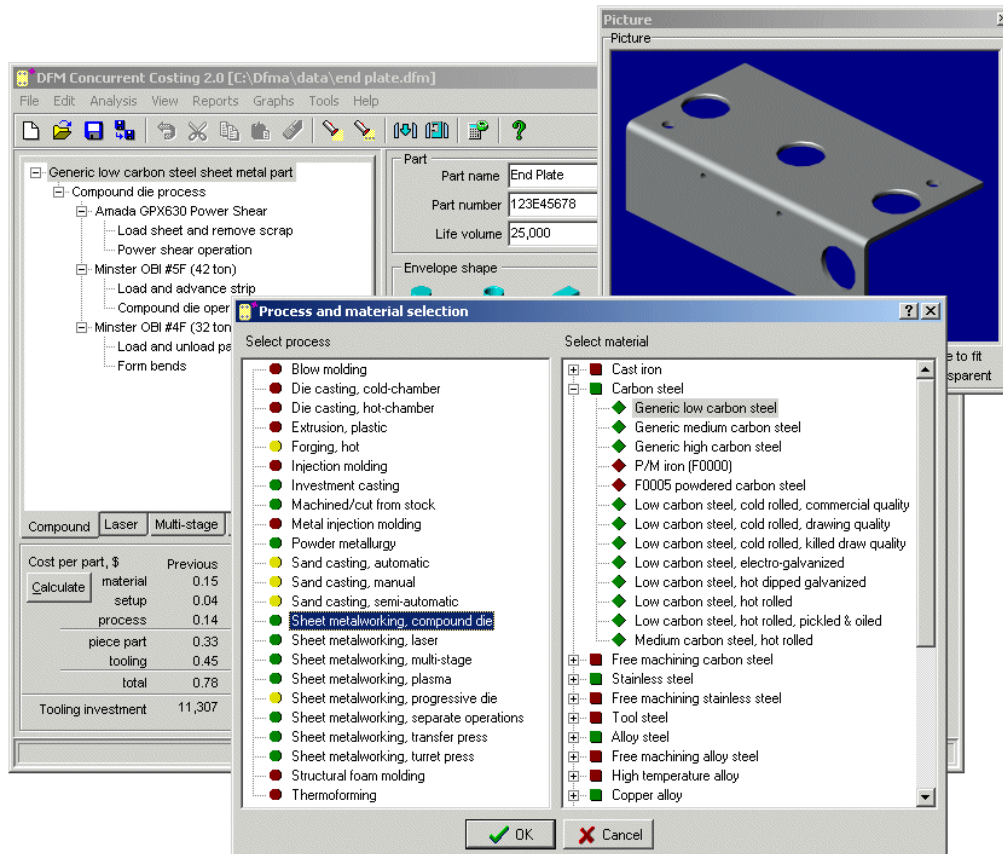 Picture
Picture
DFM Concurrent Costing 2.0 [C:\Dfma\data\end plate.dfm]
File Edit Analysis View Reports Graphs Tools Help
Generic low carbon steel sheet metal part
Compound die process
Amada GPX630 Power Shear
Load sheet and remove scrap
Power shear operation
Minster OBI #5F (42 ton)
Load and advance strip
Compound die oper
Minster OBI #4F (32 ton
Load and unload pa
Form bends
Compound Laser Multi-stage
Cost per part, $ Previous
Calculate
material 0.15
setup 0.04
process 0.14
piece part 0.33
tooling 0.45
total 0.78
Tooling investment 11,307
Part
Part name End Plate
Part number 123E45678
Life volume 25,000
Envelope shape
e to fit
nsparent
Process and material selection
Select process
Blow molding
Die casting, cold-chamber
Die casting, hot-chamber
Extrusion, plastic
Forging, hot
Injection molding
Investment casting
Machined/cut from stock
Metal injection molding
Powder metallurgy
Sand casting, automatic
Sand casting, manual
Sand casting, semi-automatic
Sheet metalworking, compound die
Sheet metalworking, laser
Sheet metalworking, multi-stage
Sheet metalworking, plasma
Sheet metalworking, progressive die
Sheet metalworking, separate operations
Sheet metalworking, transfer press
Sheet metalworking, turret press
Structural foam molding
Thermoforming
Select material
Cast iron
Carbon steel
Generic low carbon steel
Generic medium carbon steel
Generic high carbon steel
P/M iron (F0000)
F0005 powdered carbon steel
Low carbon steel, cold rolled, commercial quality
Low carbon steel, cold rolled, drawing quality
Low carbon steel, cold rolled, killed draw quality
Low carbon steel, electro-galvanized
Low carbon steel, hot dipped galvanized
Low carbon steel, hot rolled
Low carbon steel, hot rolled, pickled & oiled
Medium carbon steel, hot rolled
Free machining carbon steel
Stainless steel
Free machining stainless steel
Tool steel
Alloy steel
Free machining alloy steel
High temperature alloy
Copper alloy
OK Cancel